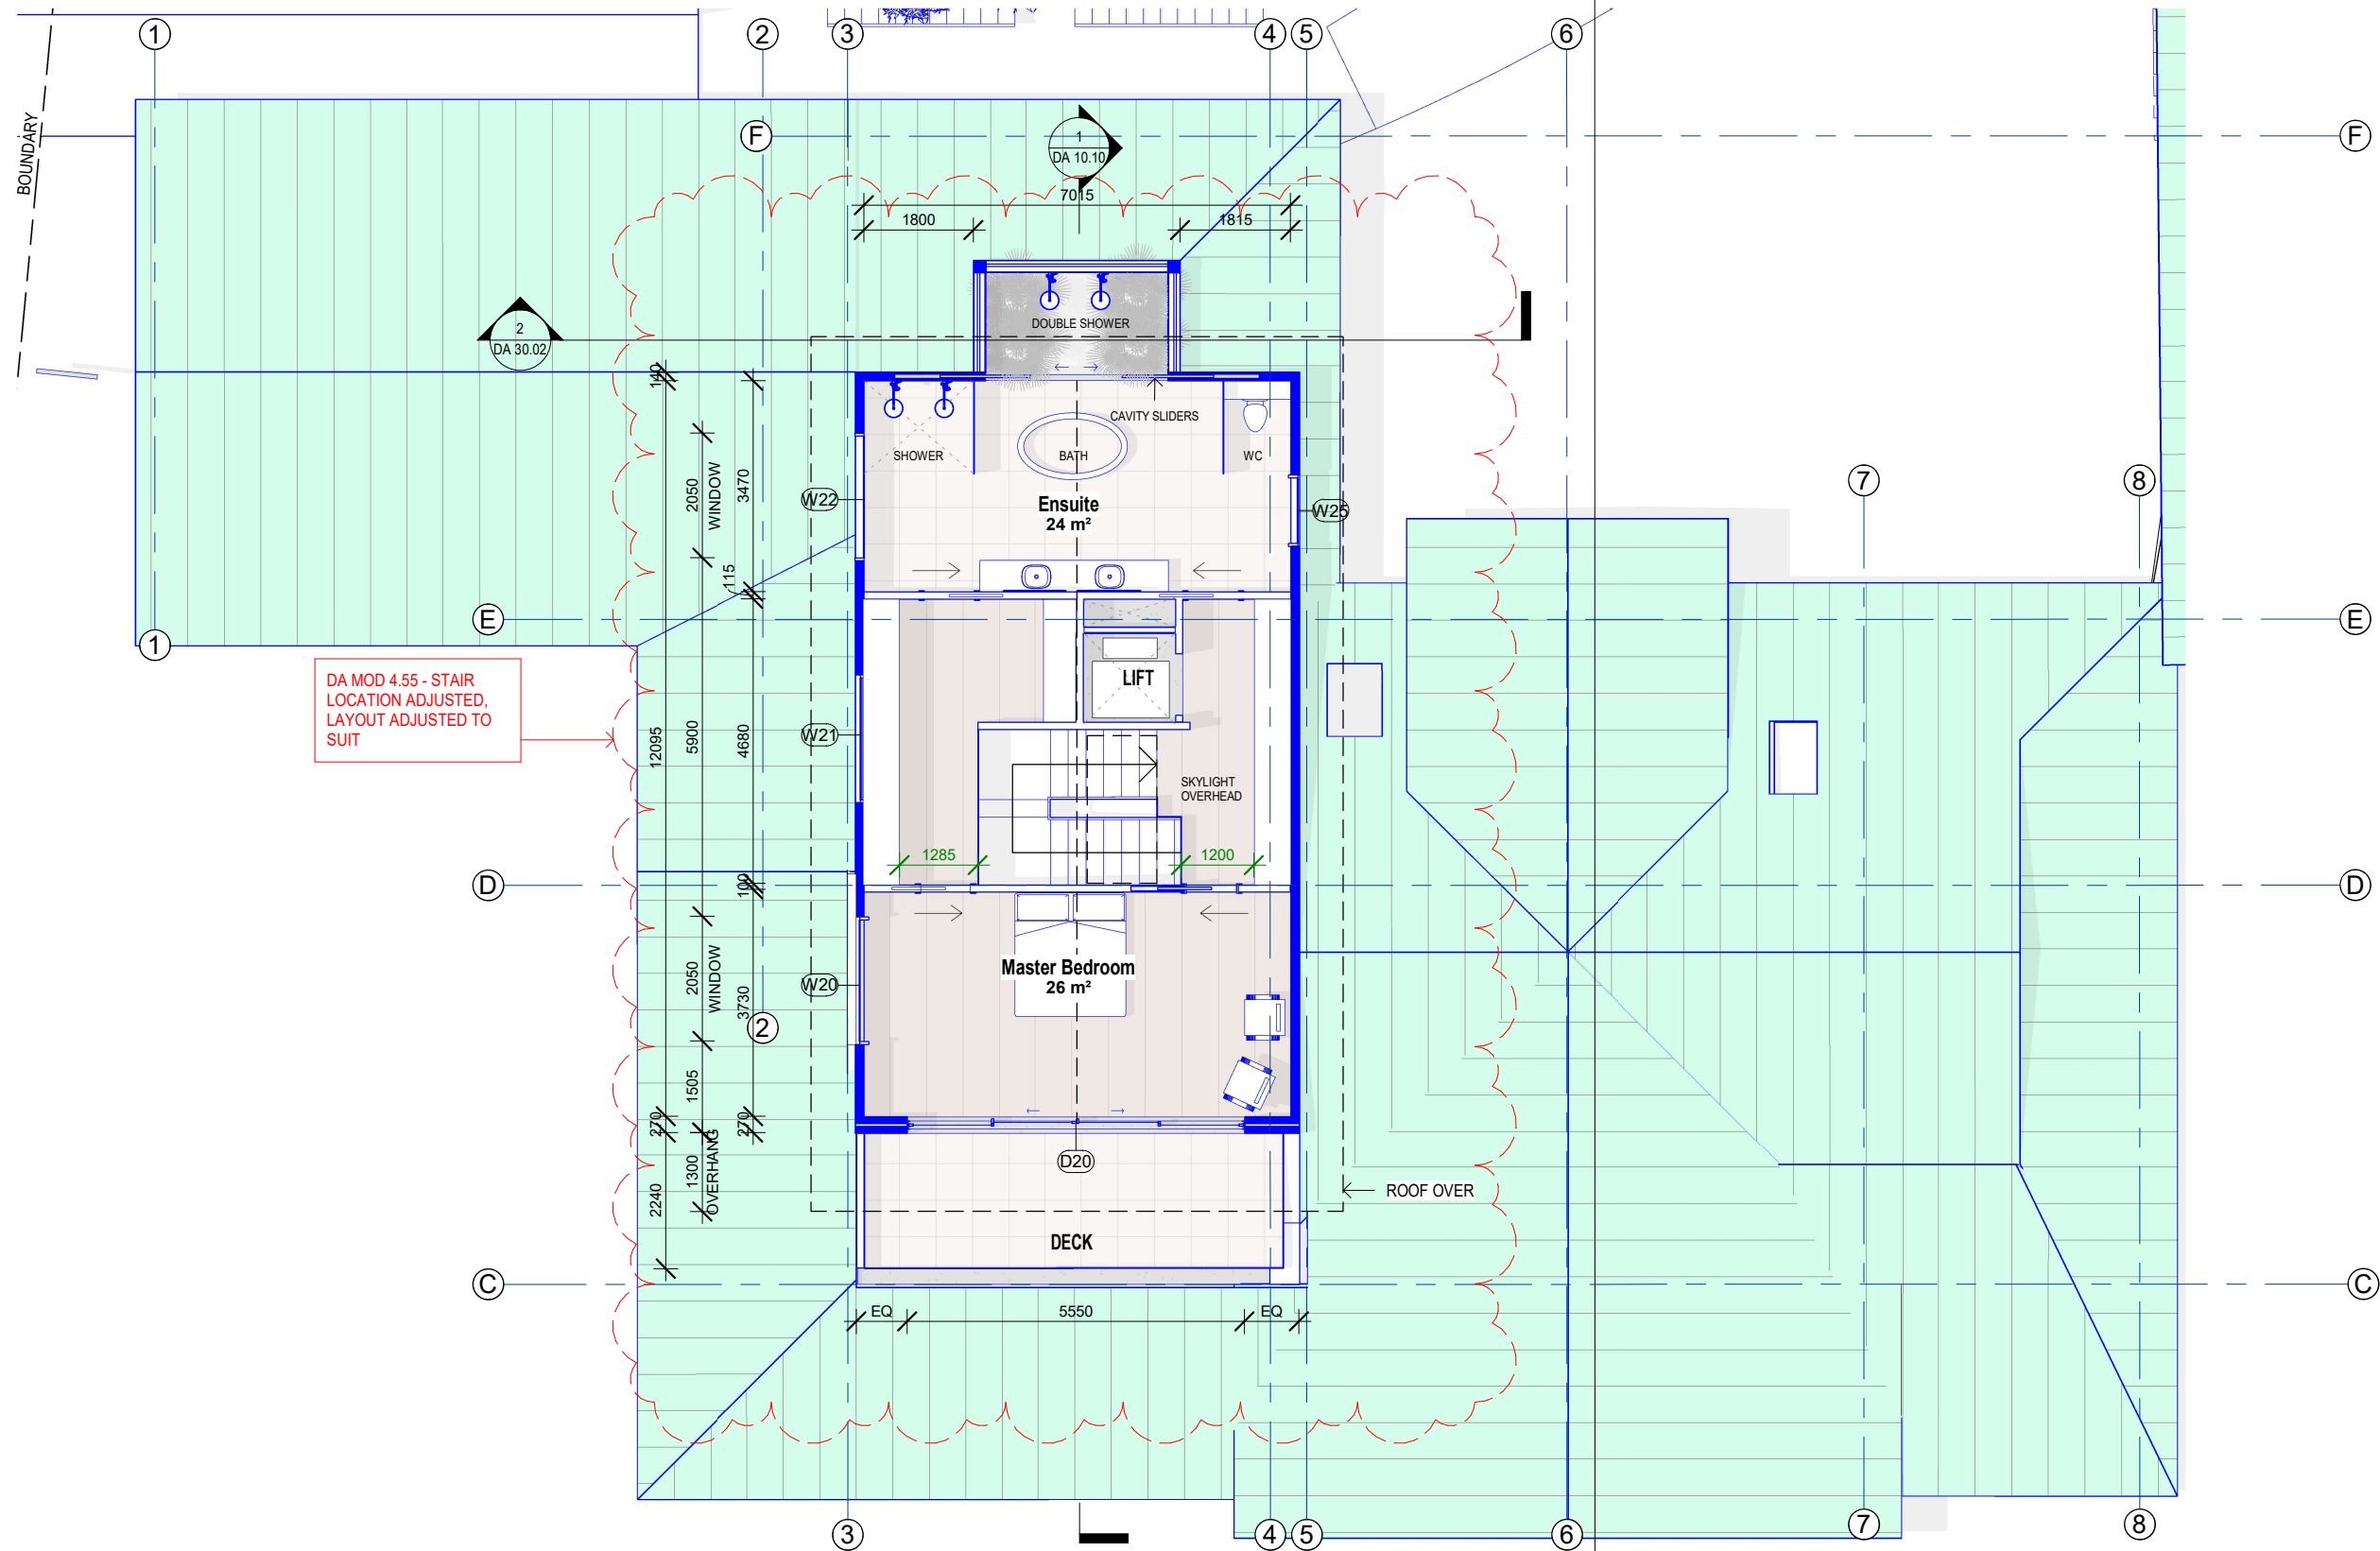 1
2
3
4
5
6
BOUNDARY
F
1
DA 10.10
F
7015
1800
1815
2
DA 30.02
DOUBLE SHOWER
140
CAVITY SLIDERS
SHOWER
BATH
WC
2050
WINDOW
3470
W22
Ensuite
24 m²
W25
7
8
115
E
E
1
DA MOD 4.55 - STAIR
LOCATION ADJUSTED,
LAYOUT ADJUSTED TO
SUIT
LIFT
12095
5900
4680
W21
SKYLIGHT
OVERHEAD
1285
1200
D
100
D
2050
WINDOW
3730
W20
Master Bedroom
26 m²
2
1505
270
270
D20
1300
OVERHANG
2240
ROOF OVER
DECK
C
C
EQ
5550
EQ
3
4
5
6
7
8